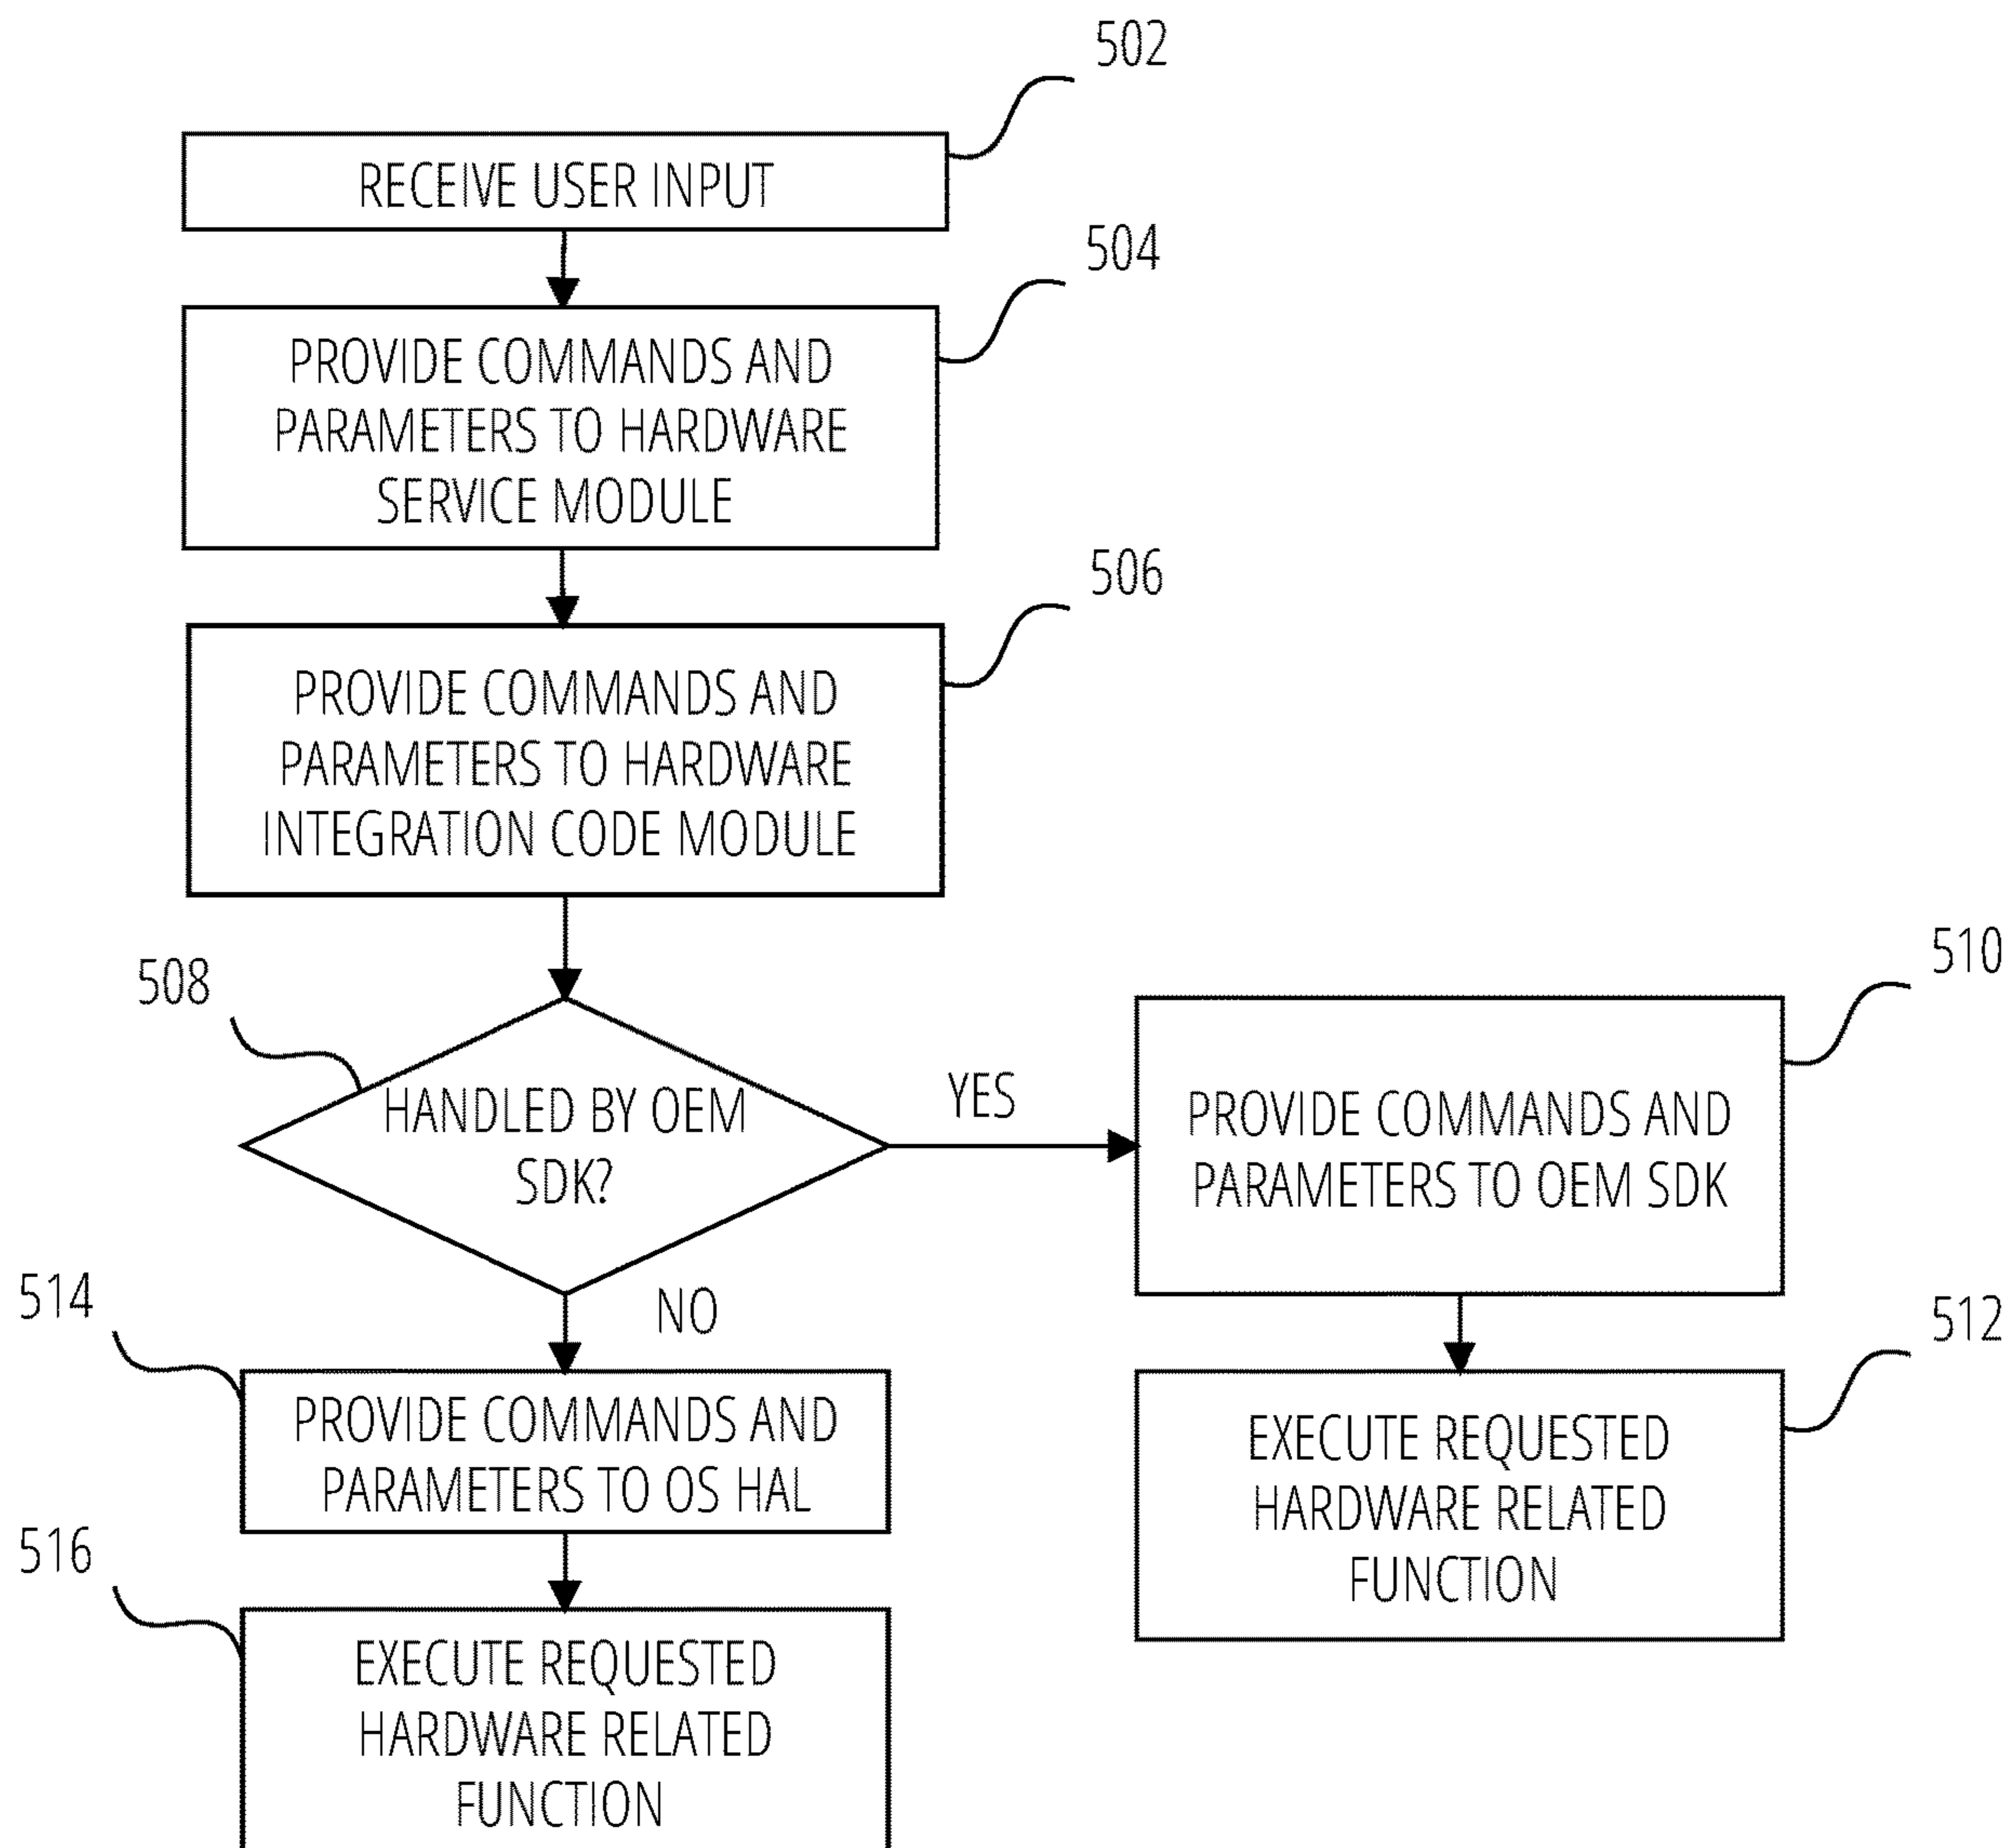 502
RECEIVE USER INPUT
504
PROVIDE COMMANDS AND
PARAMETERS TO HARDWARE
SERVICE MODULE
506
PROVIDE COMMANDS AND
PARAMETERS TO HARDWARE
INTEGRATION CODE MODULE
508
HANDLED BY OEM
SDK?
YES
510
PROVIDE COMMANDS AND
PARAMETERS TO OEM SDK
512
EXECUTE REQUESTED
HARDWARE RELATED
FUNCTION
NO
514
PROVIDE COMMANDS AND
PARAMETERS TO OS HAL
516
EXECUTE REQUESTED
HARDWARE RELATED
FUNCTION